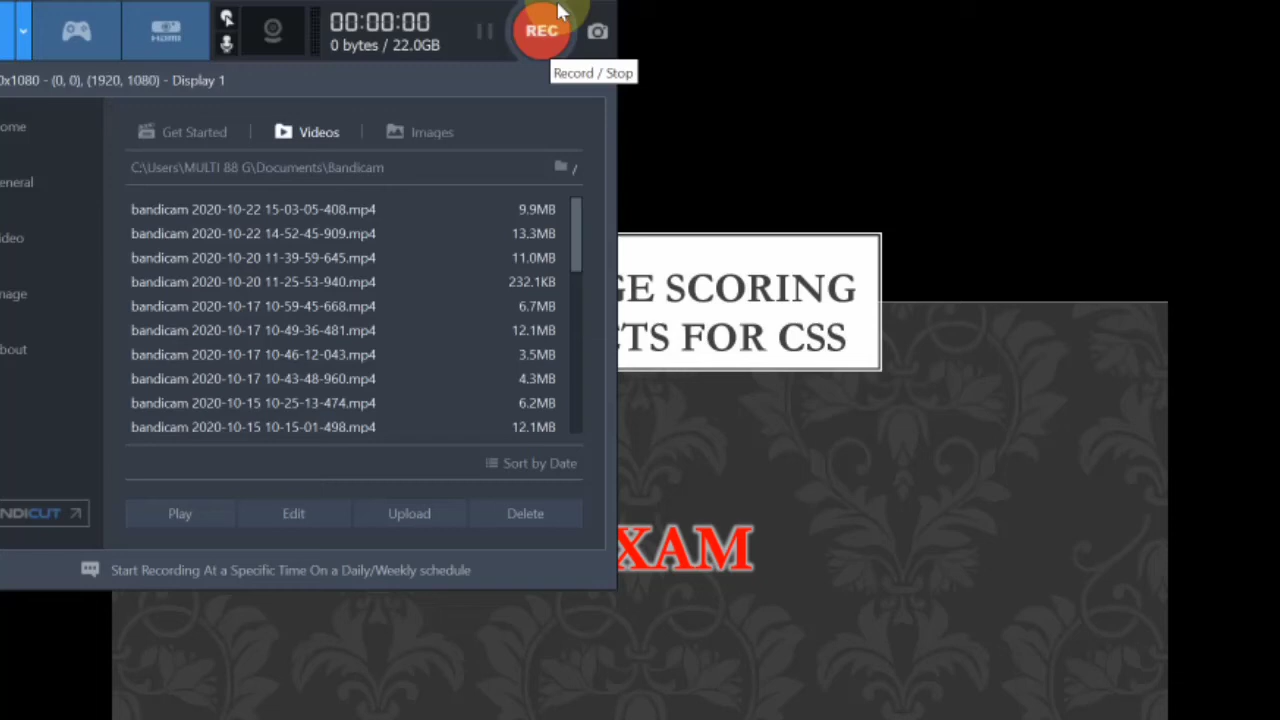 HDMI
00:00:00
0 bytes / 22.0GB
REC
Record / Stop
0x1080 - (0, 0), (1920, 1080) - Display 1
ome
eneral
ideo
mage
bout
NDICUT
Get Started
Videos
Images
C:\Users\MULTI 88 G\Documents\Bandicam
bandicam 2020-10-22 15-03-05-408.mp4 9.9MB
bandicam 2020-10-22 14-52-45-909.mp4 13.3MB
bandicam 2020-10-20 11-39-59-645.mp4 11.0MB
bandicam 2020-10-20 11-25-53-940.mp4 232.1KB
bandicam 2020-10-17 10-59-45-668.mp4 6.7MB
bandicam 2020-10-17 10-49-36-481.mp4 12.1MB
bandicam 2020-10-17 10-46-12-043.mp4 3.5MB
bandicam 2020-10-17 10-43-48-960.mp4 4.3MB
bandicam 2020-10-15 10-25-13-474.mp4 6.2MB
bandicam 2020-10-15 10-15-01-498.mp4 12.1MB
Sort by Date
Play Edit Upload Delete
Start Recording At a Specific Time On a Daily/Weekly schedule
GE SCORING
CTS FOR CSS
XAM